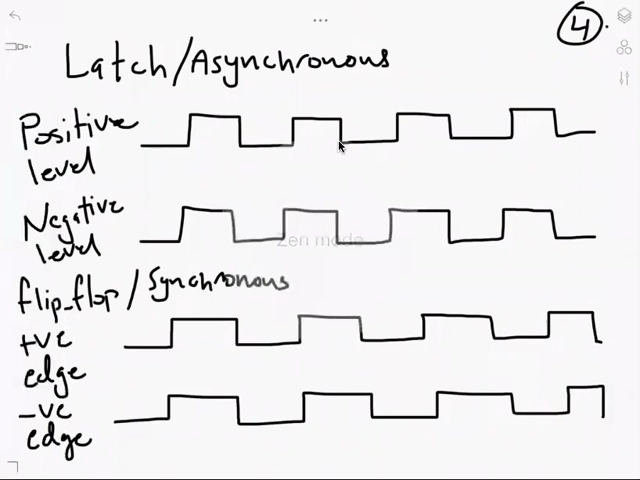 4.
Latch/Asynchronous
Positive
level
Negative
level
Zen mode
flip-flop/Synchronous
+ve
edge
-ve
edge